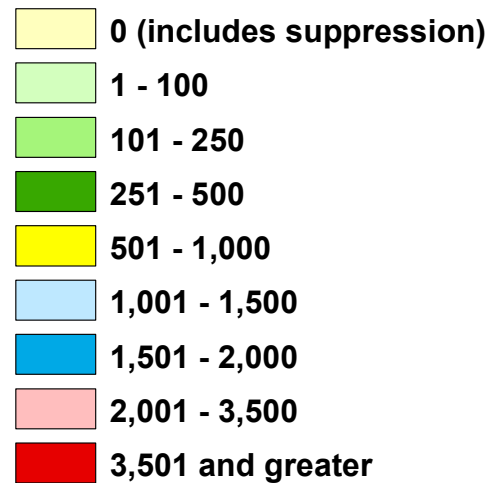 0 (includes suppression)
1 - 100
101 - 250
251 - 500
501 - 1,000
1,001 - 1,500
1,501 - 2,000
2,001 - 3,500
3,501 and greater